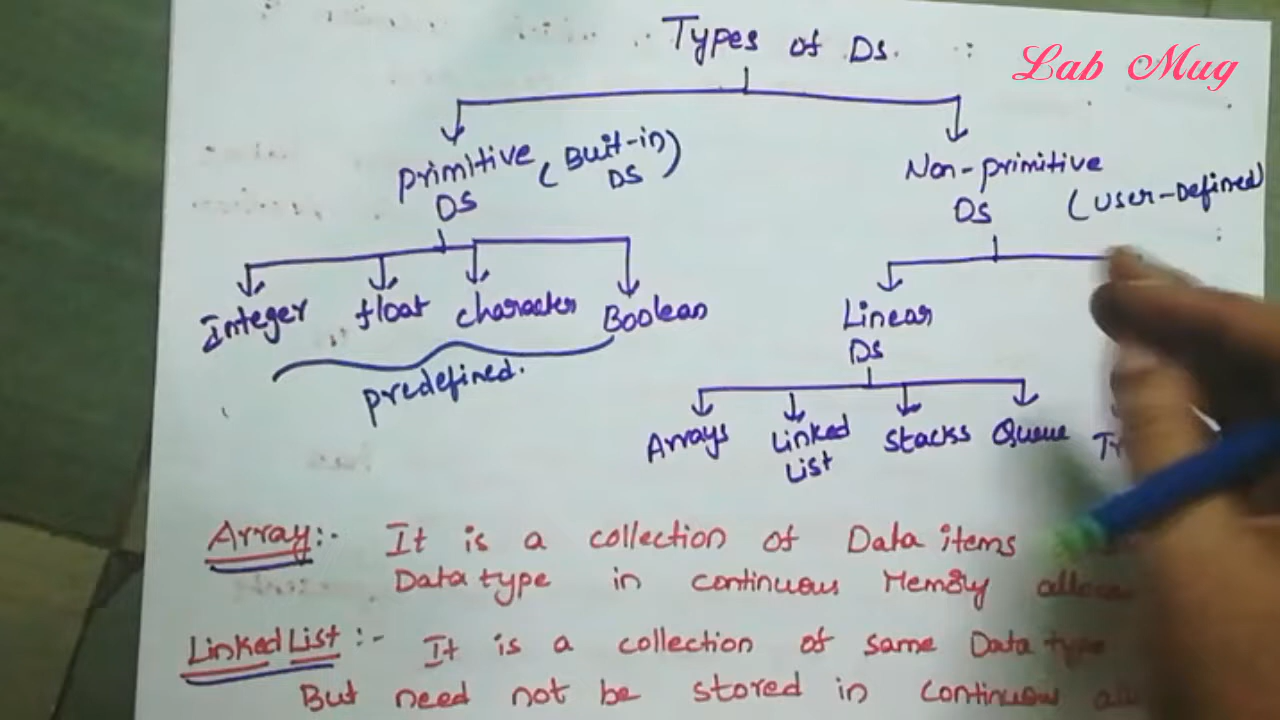 Types of DS.
Lab Mug
Primitive (Buit-in)
DS DS
Non-primitive
DS (User-Defined)
Integer float character Boolean
predefined.
Linear
DS
Arrays Linked Stacks Queue
List
Array:- It is a collection of Data items
Data type in continuous Memory
Linked List:- It is a collection of same Data type
But need not be stored in continuous